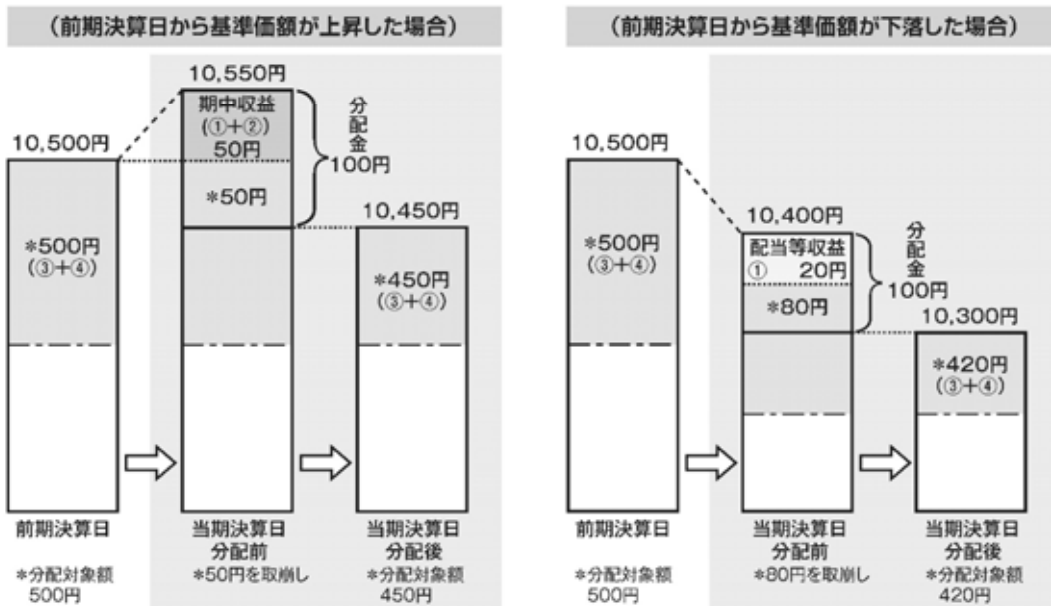 (前期決算日から基準価額が上昇した場合)
10,550円
期中収益
(①+②)
50円
*50円
分配金
100円
10,500円
*500円
(③+④)
10,450円
*450円
(③+④)
前期決算日
*分配対象額
500円
当期決算日
分配前
*50円を取崩し
当期決算日
分配後
*分配対象額
450円
(前期決算日から基準価額が下落した場合)
10,500円
*500円
(③+④)
10,400円
配当等収益
① 20円
*80円
分配金
100円
10,300円
*420円
(③+④)
前期決算日
*分配対象額
500円
当期決算日
分配前
*80円を取崩し
当期決算日
分配後
*分配対象額
420円